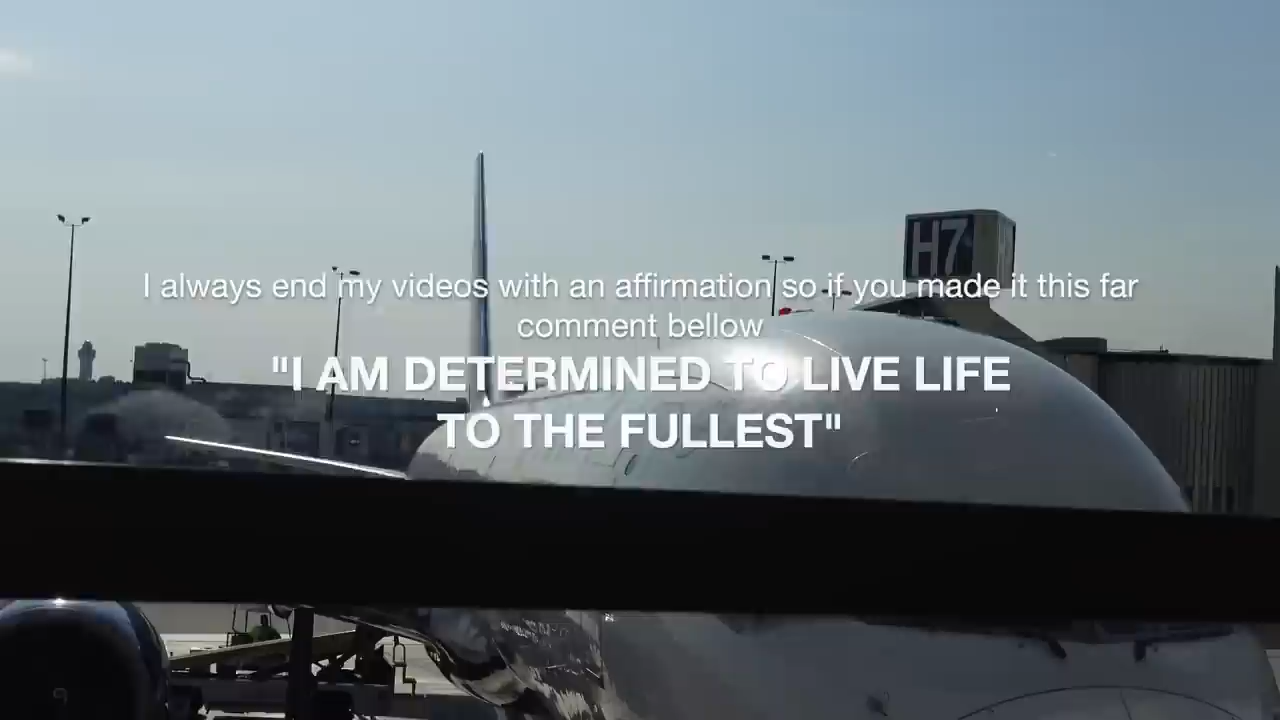 H7
I always end my videos with an affirmation so if you made it this far
comment bellow
"I AM DETERMINED TO LIVE LIFE
TO THE FULLEST"